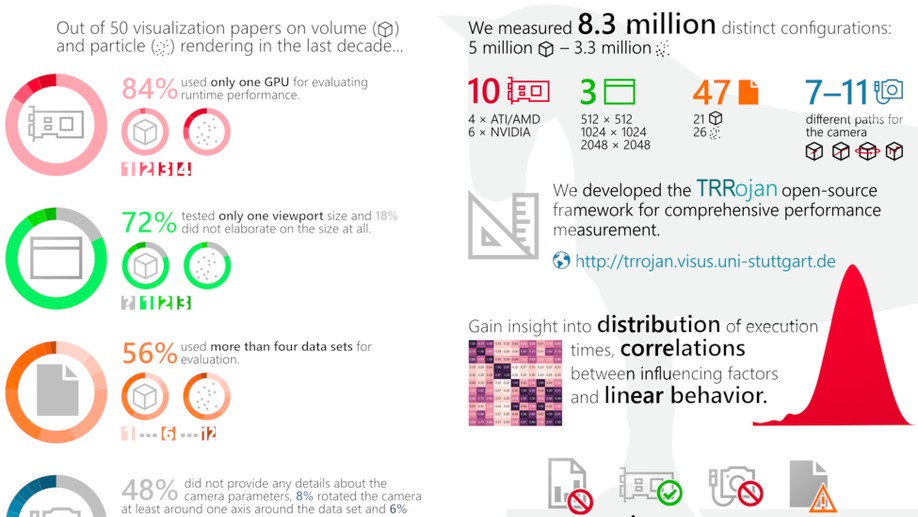 Out of 50 visualization papers on volume ( )
and particle ( ) rendering in the last decade...
84% used only one GPU for evaluating
runtime performance.
1 2 3 4
72% tested only one viewport size and 18%
did not elaborate on the size at all.
? 1 2 3
56% used more than four data sets for
evaluation.
1 ••• 6 ••• 12
48% did not provide any details about the
camera parameters, 8% rotated the camera
at least around one axis around the data set and 6%
We measured 8.3 million distinct configurations:
5 million – 3.3 million
10
4 × ATI/AMD
6 × NVIDIA
3
512 × 512
1024 × 1024
2048 × 2048
47
21
26
7–11
different paths for
the camera
We developed the TRRojan open-source
framework for comprehensive performance
measurement.
http://trrojan.visus.uni-stuttgart.de
Gain insight into distribution of execution
times, correlations
between influencing factors
and linear behavior.